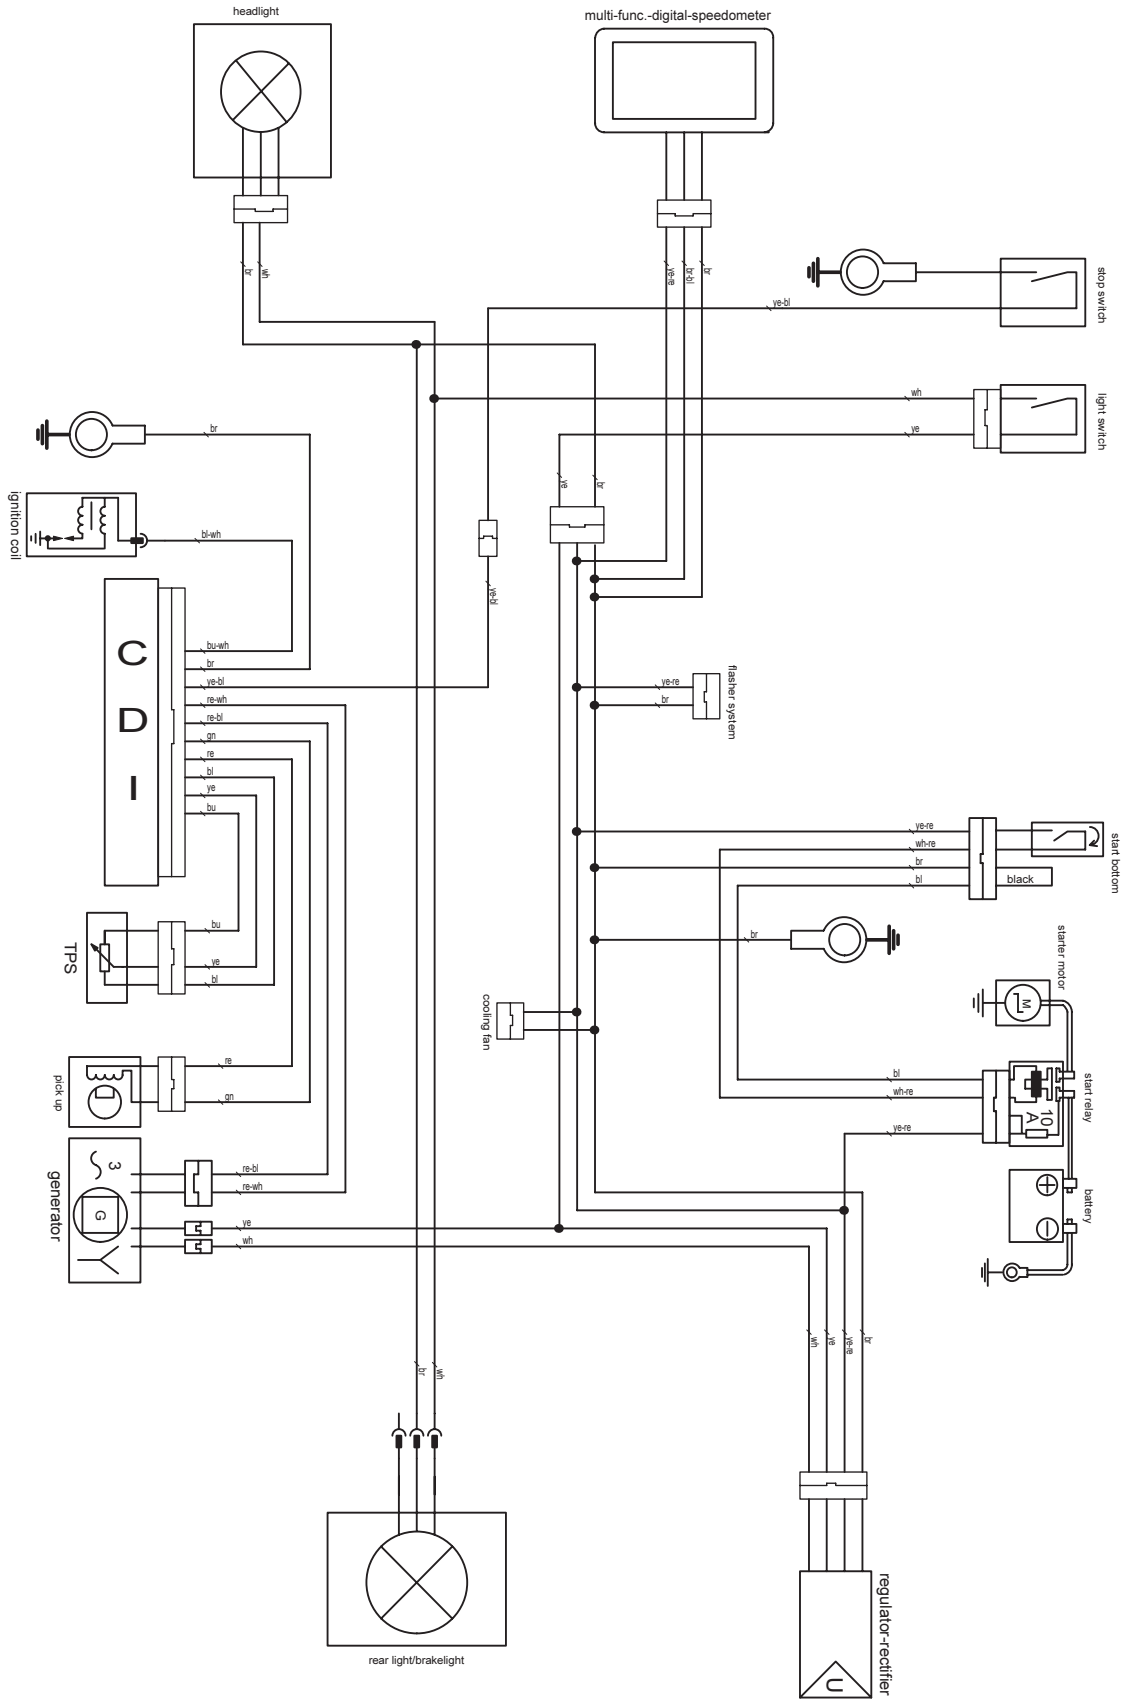 headlight
multi-func.-digital-speedometer
br
wh
ye-re
br-bl
br
stop switch
ye-bl
light switch
wh
ye
br
ye
br
ignition coil
bl-wh
ye-bl
C
D
I
bu-wh
br
ye-bl
re-wh
re-bl
gn
re
bl
ye
bu
flasher system
ye-re
br
start bottom
ye-re
wh-re
br
bl
black
TPS
bu
ye
bl
br
starter motor
M
cooling fan
pick up
re
gn
start relay
10
A
bl
wh-re
ye-re
generator
3
G
re-bl
re-wh
ye
wh
battery
br
wh
wh
ye
ye-re
br
rear light/brakelight
regulator-rectifier
U